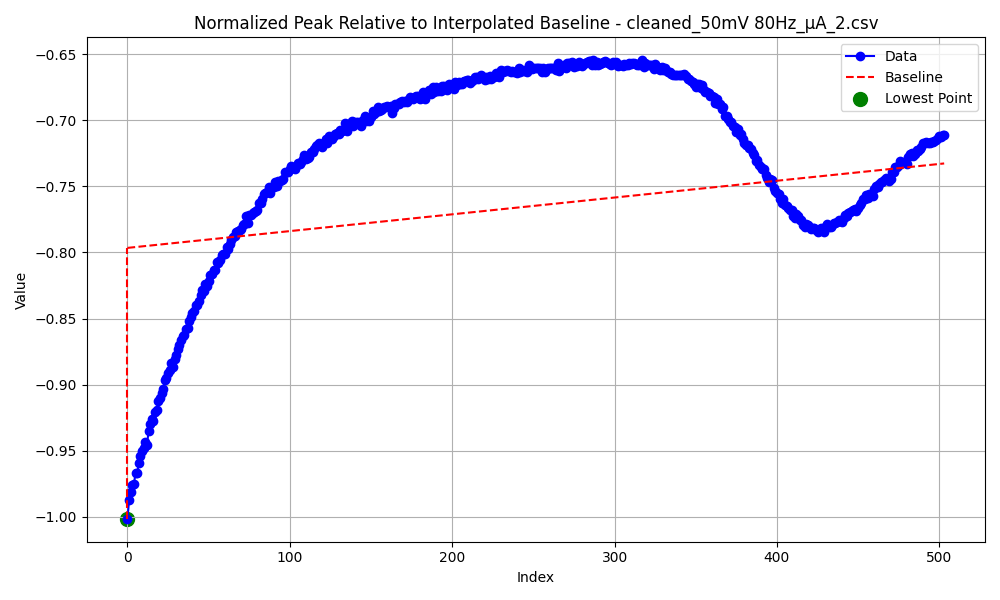 Normalized Peak Relative to Interpolated Baseline - cleaned_50mV 80Hz_μA_2.csv
Data
Baseline
Lowest Point
−0.65
−0.70
−0.75
−0.80
−0.85
−0.90
−0.95
−1.00
Value
0 100 200 300 400 500
Index